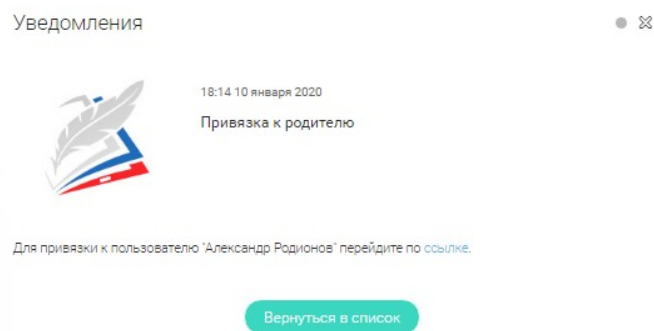 Уведомления
18:14 10 января 2020
Привязка к родителю
Для привязки к пользователю "Александр Родионов" перейдите по ссылке.
Вернуться в список